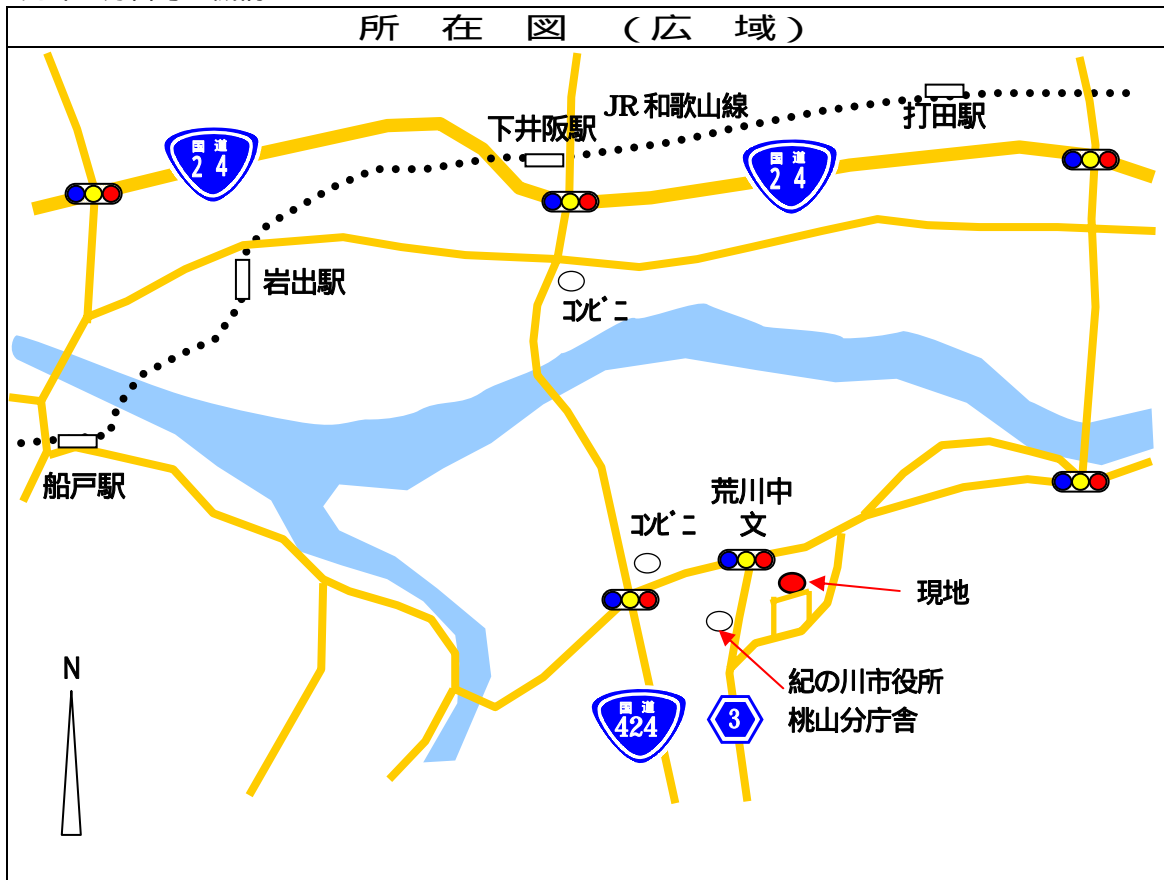 所在図(広域)
JR和歌山線
打田駅
下井阪駅
国道
24
国道
24
岩出駅
コンビニ
船戸駅
荒川中
文
コンビニ
現地
N
紀の川市役所
桃山分庁舎
国道
424
3